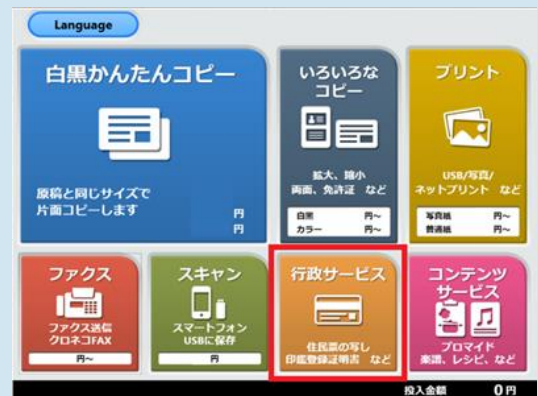 Language
白黒かんたんコピー
原稿と同じサイズで
片面コピーします
円
円
いろいろな
コピー
拡大、縮小
両面、免許証 など
白黒 円~
カラー 円~
プリント
USB/写真/
ネットプリント など
写真紙 円~
普通紙 円~
ファクス
ファクス送信
クロネコFAX
円~
スキャン
スマートフォン
USBに保存
円
行政サービス
住民票の写し
印鑑登録証明書 など
コンテンツ
サービス
ブロマイド
楽譜、レシピ、など
投入金額 0円